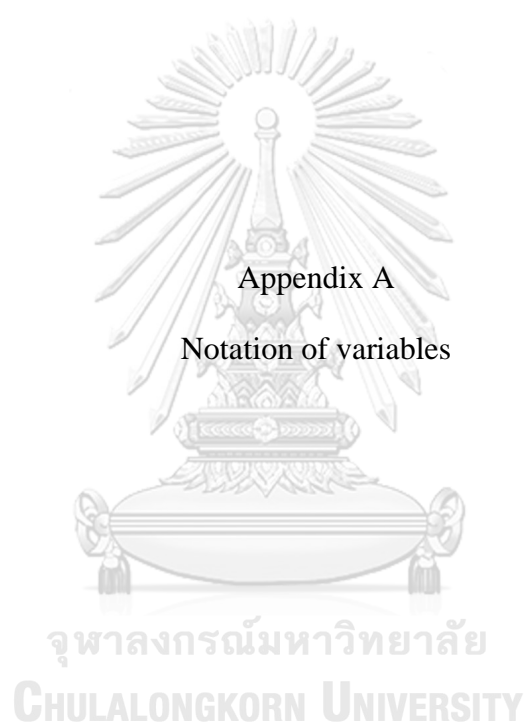 Appendix A
Notation of variables
จุฬาลงกรณ์มหาวิทยาลัย
CHULALONGKORN UNIVERSITY